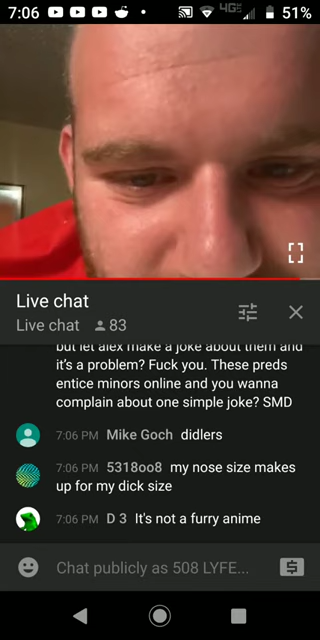 7:06
4G
51%
Live chat
Live chat 83
but let alex make a joke about them and
it's a problem? Fuck you. These preds
entice minors online and you wanna
complain about one simple joke? SMD
7:06 PM Mike Goch didlers
7:06 PM 5318oo8 my nose size makes
up for my dick size
7:06 PM D 3 It's not a furry anime
Chat publicly as 508 LYFE...